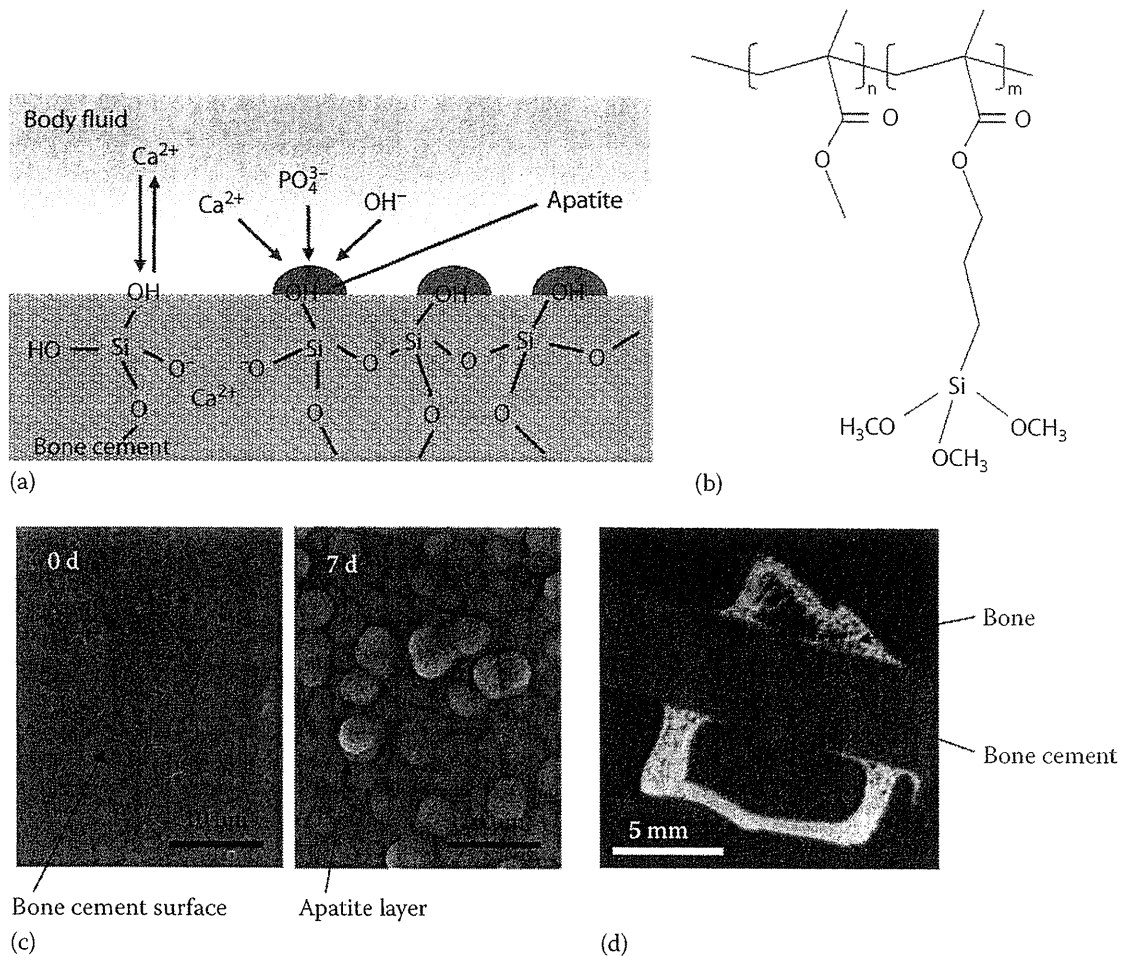 Body fluid
Ca2+
Ca2+
PO43−
OH−
Apatite
OH
OH
OH
OH
HO
Si
O−
Ca2+
−O
Si
O
Si
O
Si
O
O
O
O
O
Bone cement
(a)
n
m
O
O
O
O
Si
H3CO
OCH3
OCH3
(b)
0 d
7 d
Bone cement surface
Apatite layer
(c)
Bone
Bone cement
5 mm
(d)